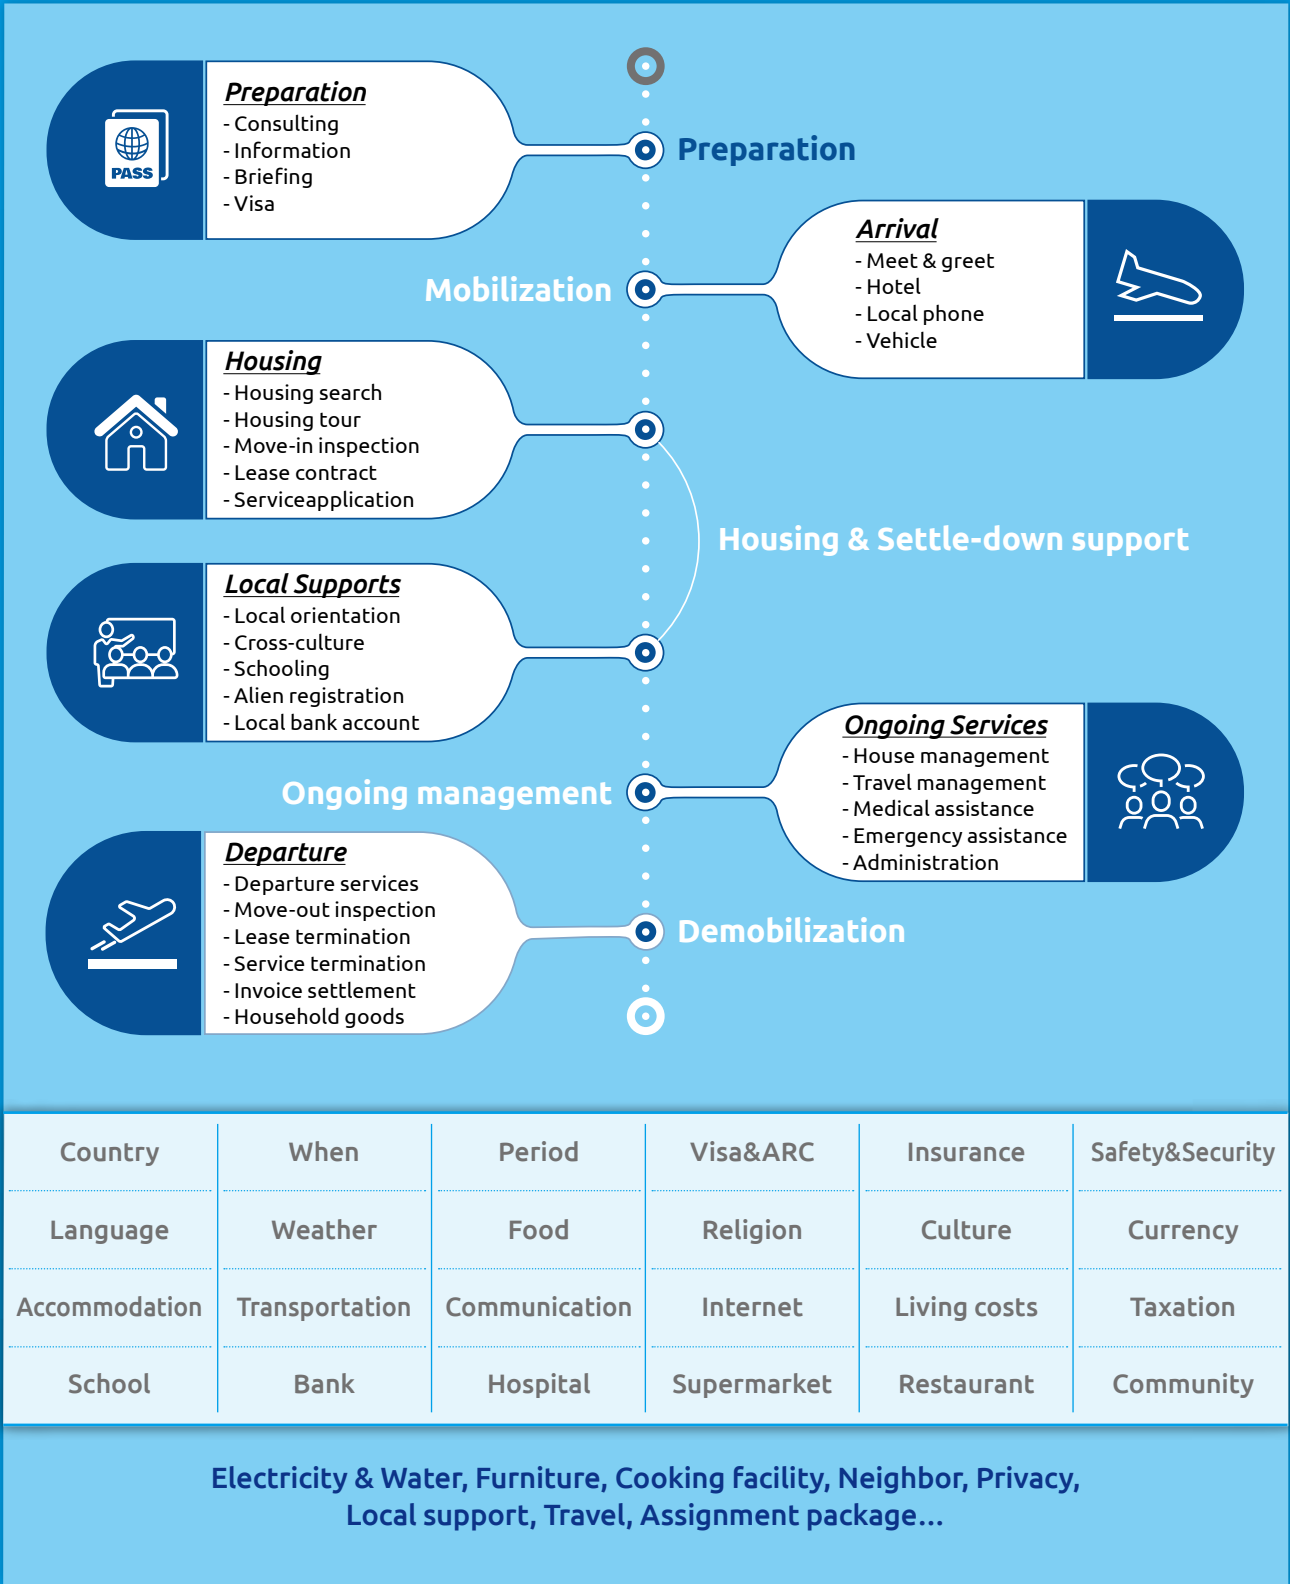 Preparation
- Consulting
- Information
- Briefing
- Visa
PASS
Preparation
Arrival
- Meet & greet
- Hotel
- Local phone
- Vehicle
Mobilization
Housing
- Housing search
- Housing tour
- Move-in inspection
- Lease contract
- Serviceapplication
Housing & Settle-down support
Local Supports
- Local orientation
- Cross-culture
- Schooling
- Alien registration
- Local bank account
Ongoing Services
- House management
- Travel management
- Medical assistance
- Emergency assistance
- Administration
Ongoing management
Departure
- Departure services
- Move-out inspection
- Lease termination
- Service termination
- Invoice settlement
- Household goods
Demobilization
Country When Period Visa&ARC Insurance Safety&Security
Language Weather Food Religion Culture Currency
Accommodation Transportation Communication Internet Living costs Taxation
School Bank Hospital Supermarket Restaurant Community
Electricity & Water, Furniture, Cooking facility, Neighbor, Privacy,
Local support, Travel, Assignment package...